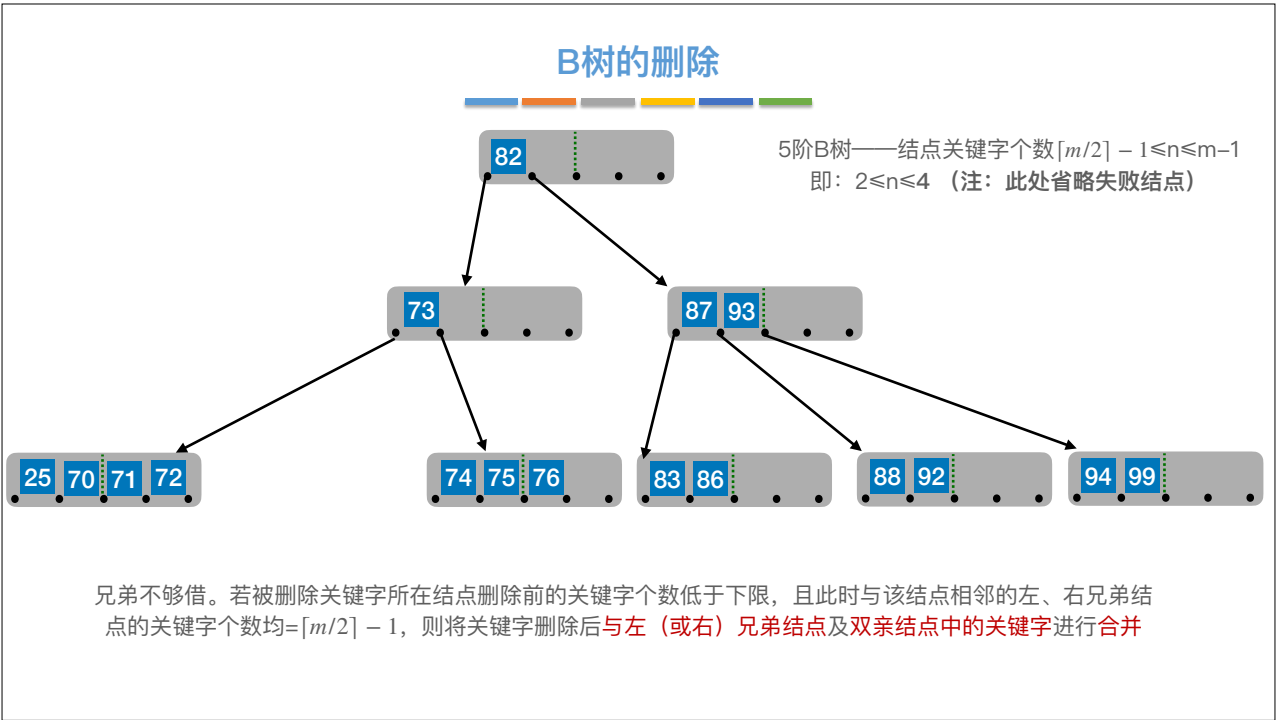 B树的删除
82
5阶B树——结点关键字个数⌈m/2⌉ − 1≤n≤m–1
即：2≤n≤4 （注：此处省略失败结点）
73
87 93
25 70 71 72
74 75 76
83 86
88 92
94 99
兄弟不够借。若被删除关键字所在结点删除前的关键字个数低于下限，且此时与该结点相邻的左、右兄弟结
点的关键字个数均=⌈m/2⌉ − 1，则将关键字删除后与左（或右）兄弟结点及双亲结点中的关键字进行合并